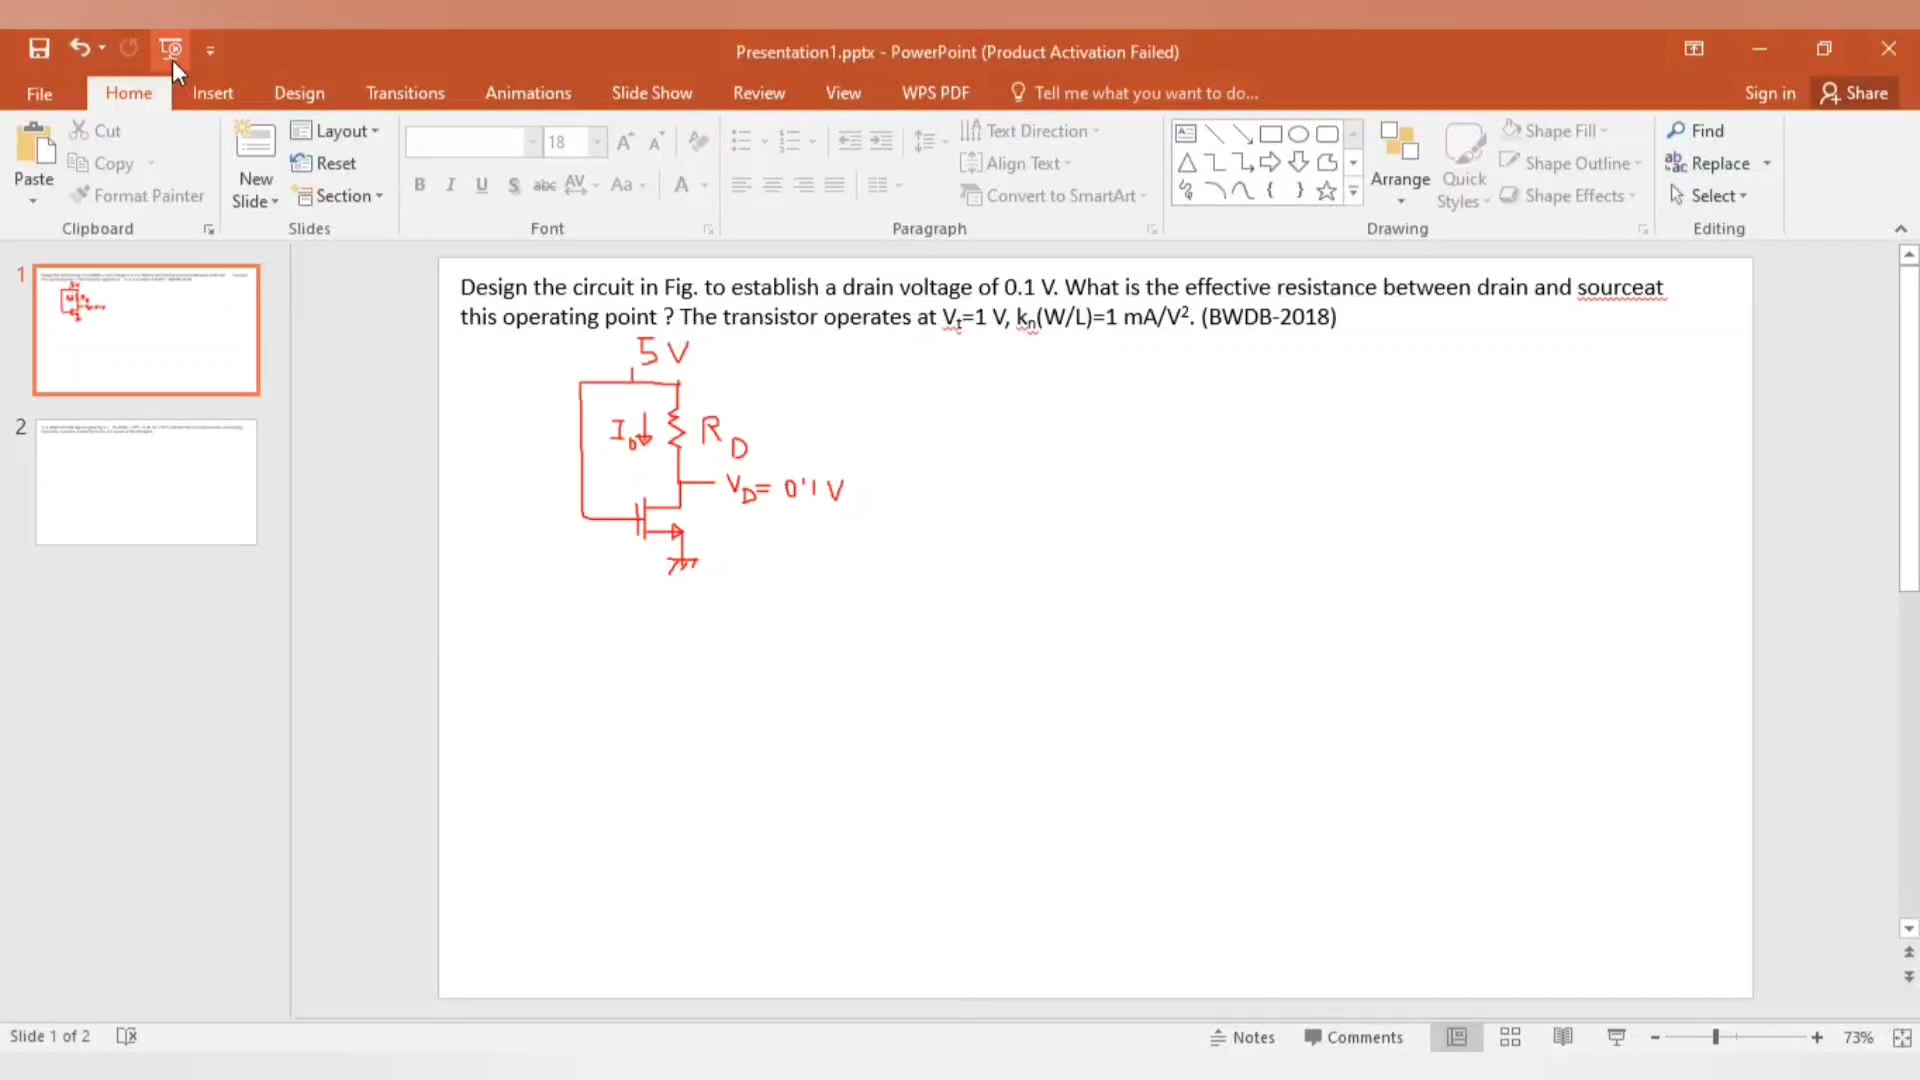 Presentation1.pptx - PowerPoint (Product Activation Failed)
File Home Insert Design Transitions Animations Slide Show Review View WPS PDF Tell me what you want to do... Sign in Share
Paste Cut Copy Format Painter
Clipboard
New Slide Layout Reset Section
Slides
18
B I U S abc AV Aa A
Font
Text Direction
Align Text
Convert to SmartArt
Paragraph
Arrange Quick Styles Shape Fill Shape Outline Shape Effects
Drawing
Find
Replace
Select
Editing
1
2
Design the circuit in Fig. to establish a drain voltage of 0.1 V. What is the effective resistance between drain and sourceat
this operating point ? The transistor operates at Vt=1 V, kn(W/L)=1 mA/V². (BWDB-2018)
5 V
ID RD
VD= 0.1 V
Slide 1 of 2 Notes Comments 73%